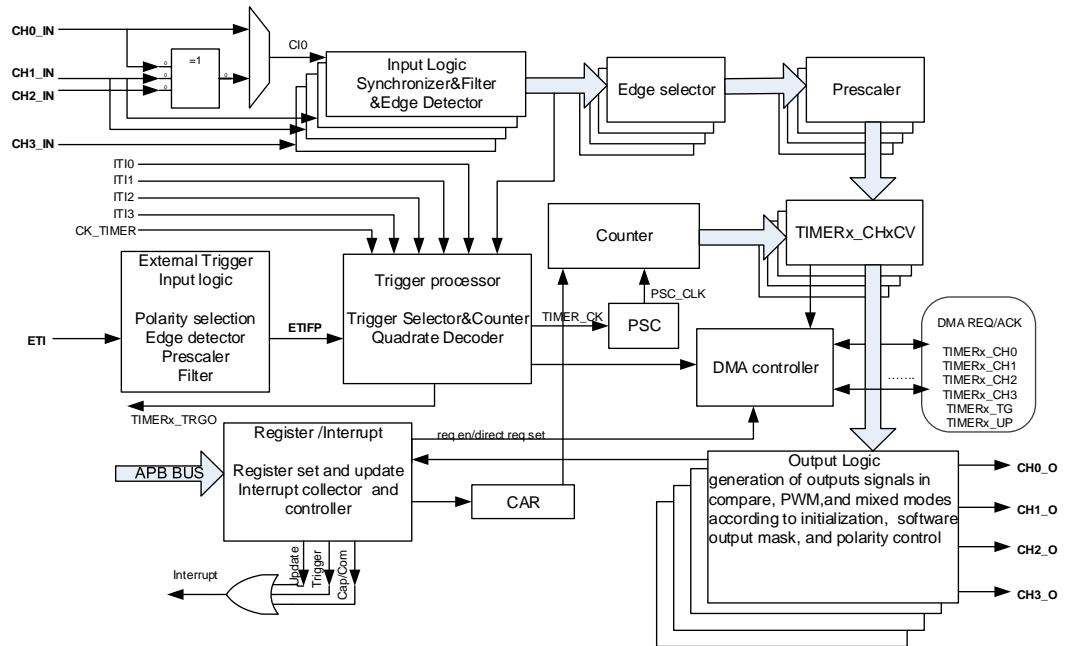 CH0_IN
CH1_IN
CH2_IN
CH3_IN
=1
CI0
Input Logic
Synchronizer&Filter
&Edge Detector
Edge selector
Prescaler
ITI0
ITI1
ITI2
ITI3
CK_TIMER
Counter
TIMERx_CHxCV
External Trigger
Input logic
Polarity selection
Edge detector
Prescaler
Filter
ETI
ETIFP
Trigger processor
Trigger Selector&Counter
Quadrate Decoder
TIMER_CK
PSC
PSC_CLK
DMA controller
DMA REQ/ACK
TIMERx_CH0
TIMERx_CH1
TIMERx_CH2
TIMERx_CH3
TIMERx_TG
TIMERx_UP
.......
TIMERx_TRGO
APB BUS
Register /Interrupt
Register set and update
Interrupt collector and
controller
req en/direct req set
CAR
Output Logic
generation of outputs signals in
compare, PWM,and mixed modes
according to initialization, software
output mask, and polarity control
CH0_O
CH1_O
CH2_O
CH3_O
Update
Trigger
Cap/Com
Interrupt